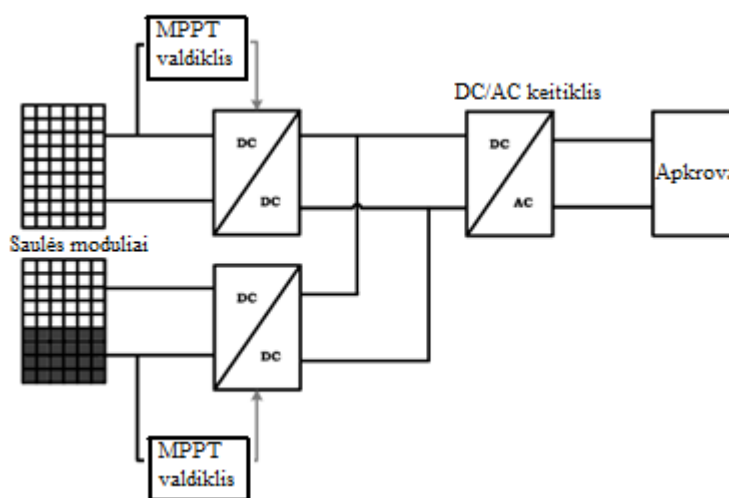 MPPT
valdiklis
DC/AC keitiklis
DC
DC
DC
AC
Apkrova
Saulės moduliai
DC
DC
MPPT
valdiklis